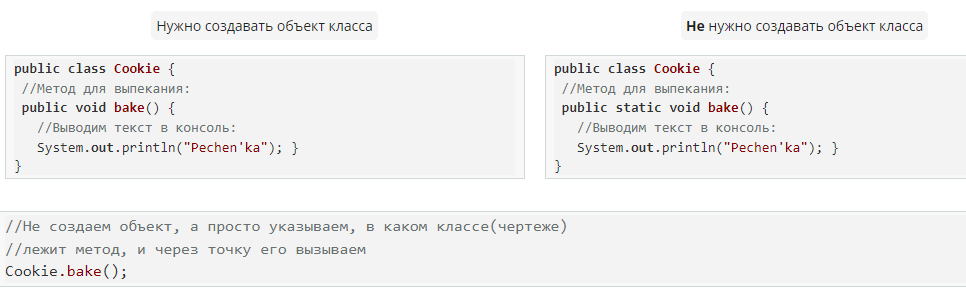 Нужно создавать объект класса
public class Cookie {
//Метод для выпекания:
public void bake() {
//Выводим текст в консоль:
System.out.println("Pechen'ka"); }
}
Не нужно создавать объект класса
public class Cookie {
//Метод для выпекания:
public static void bake() {
//Выводим текст в консоль:
System.out.println("Pechen'ka"); }
}
//Не создаем объект, а просто указываем, в каком классе(чертеже)
//лежит метод, и через точку его вызываем
Cookie.bake();